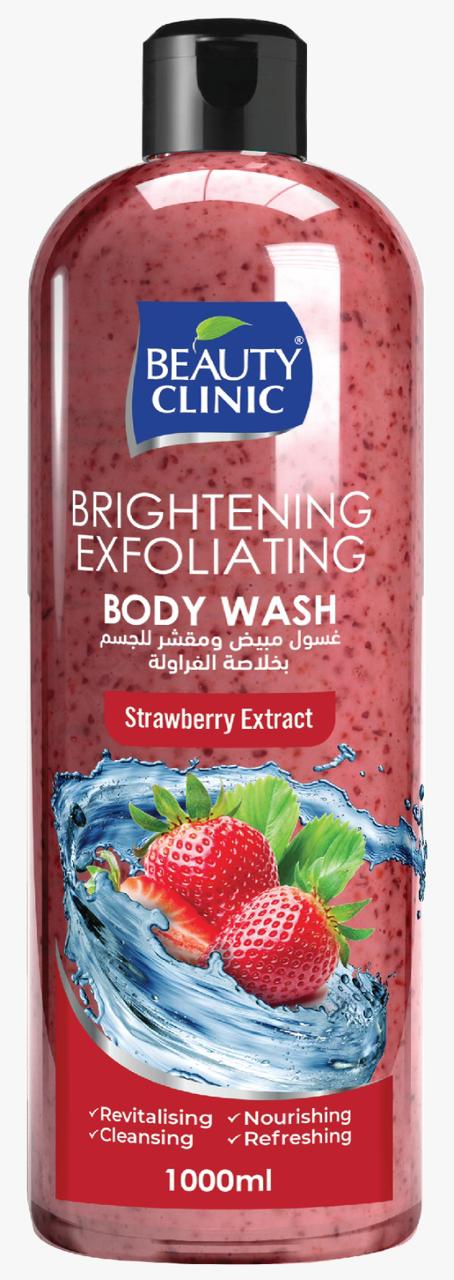 BEAUTY®
CLINIC
BRIGHTENING
EXFOLIATING
BODY WASH
غسول مبيض ومقشر للجسم
بخلاصة الفراولة
Strawberry Extract
✓Revitalising ✓Nourishing
✓Cleansing ✓Refreshing
1000ml